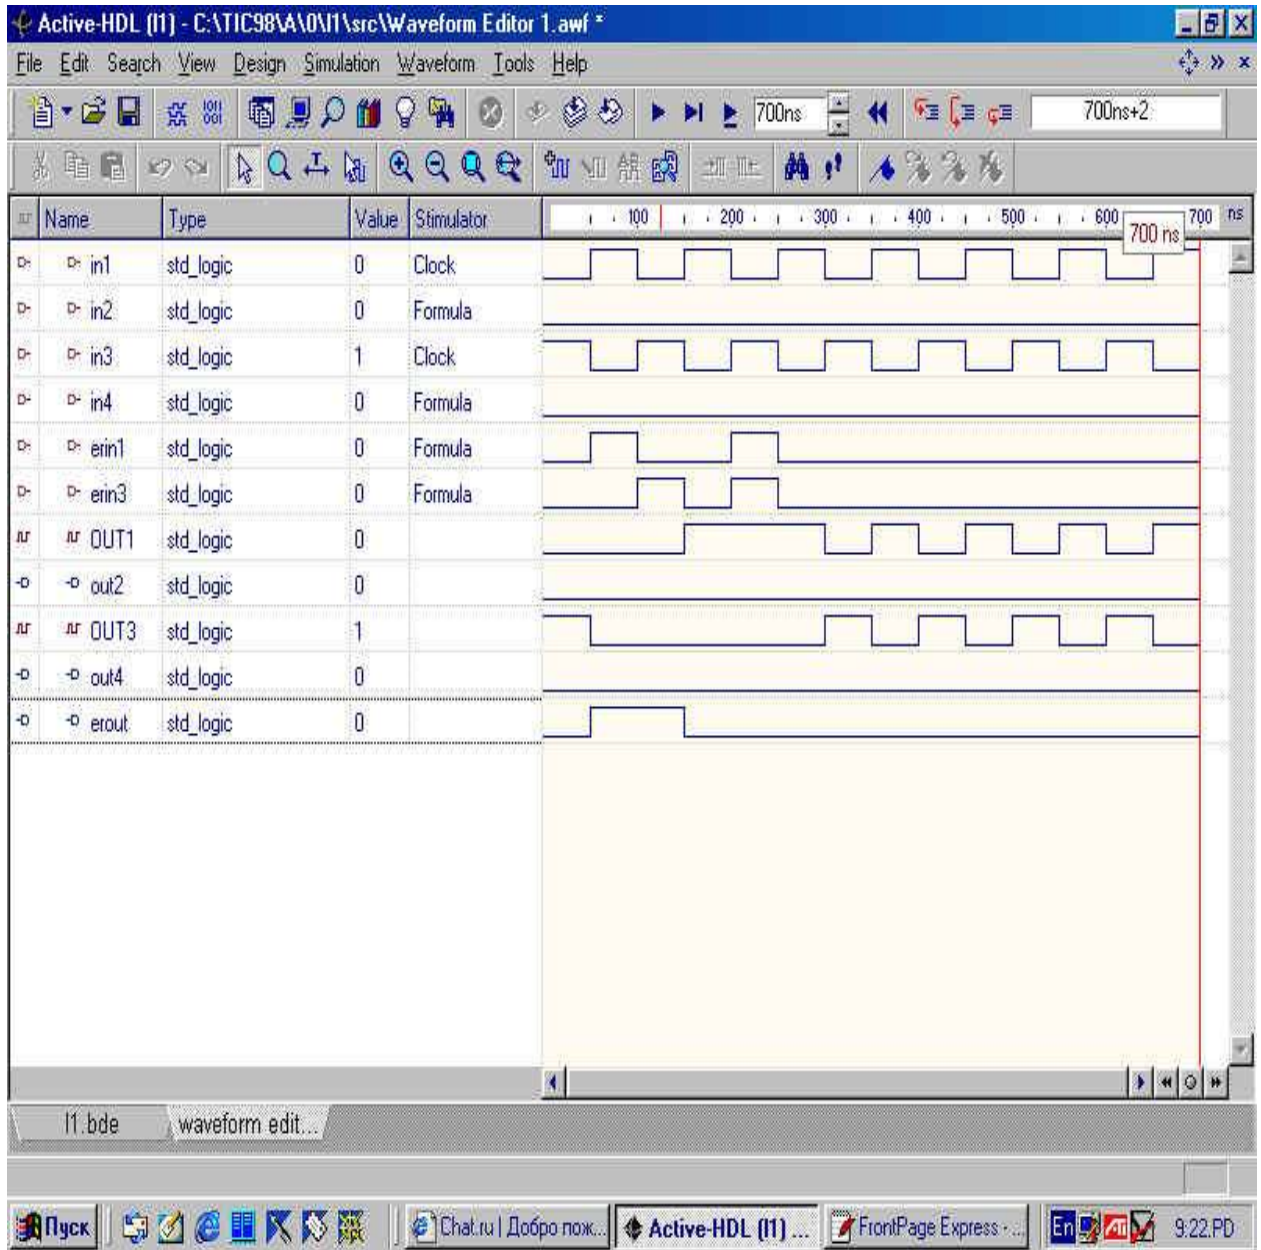 Active-HDL (l1) - C:\TIC98\A\0\l1\src\Waveform Editor 1.awf *
File Edit Search View Design Simulation Waveform Tools Help
700ns 700ns+2
Name Type Value Stimulator 100 200 300 400 500 600 700 ns
700 ns
in1 std_logic 0 Clock
in2 std_logic 0 Formula
in3 std_logic 1 Clock
in4 std_logic 0 Formula
erin1 std_logic 0 Formula
erin3 std_logic 0 Formula
OUT1 std_logic 0
out2 std_logic 0
OUT3 std_logic 1
out4 std_logic 0
erout std_logic 0
l1.bde waveform edit...
Пуск Chat.ru | Добро пож... Active-HDL (l1) ... FrontPage Express - ... En 9:22.PD